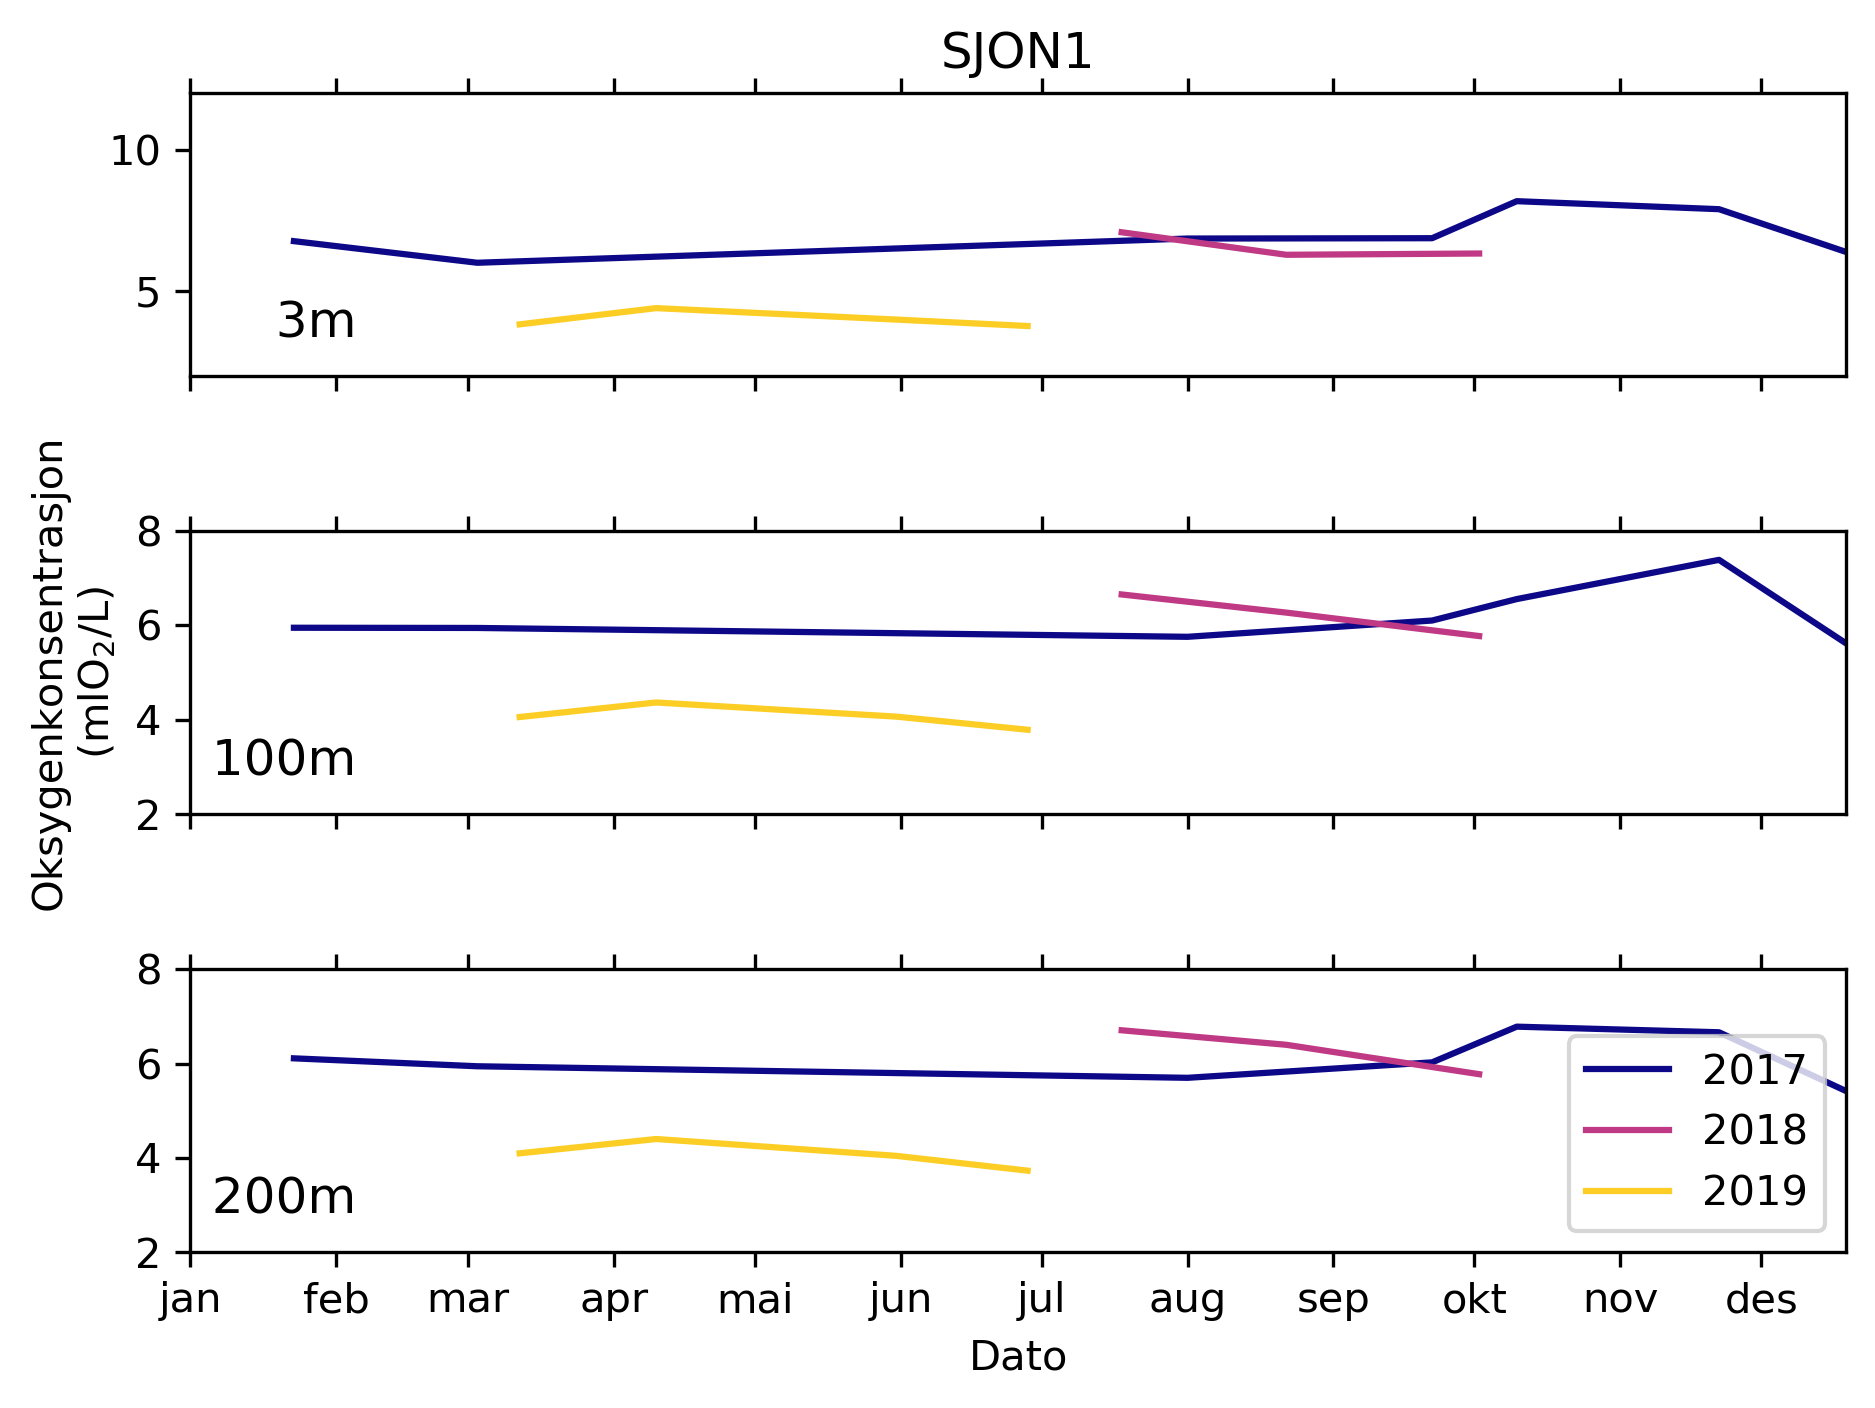 SJON1
10
5
3m
Oksygenkonsentrasjon
(mlO₂/L)
8
6
4
2
100m
8
6
4
2
200m
2017
2018
2019
jan feb mar apr mai jun jul aug sep okt nov des
Dato